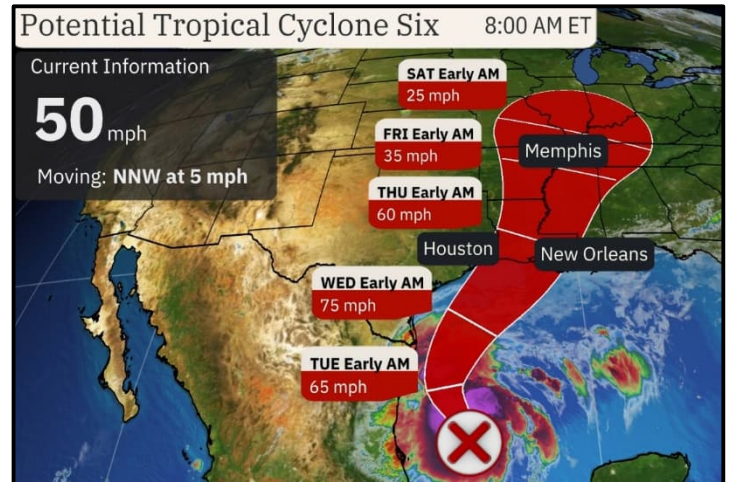 Potential Tropical Cyclone Six
8:00 AM ET
Current Information
50 mph
Moving: NNW at 5 mph
SAT Early AM
25 mph
FRI Early AM
35 mph
Memphis
THU Early AM
60 mph
Houston
New Orleans
WED Early AM
75 mph
TUE Early AM
65 mph